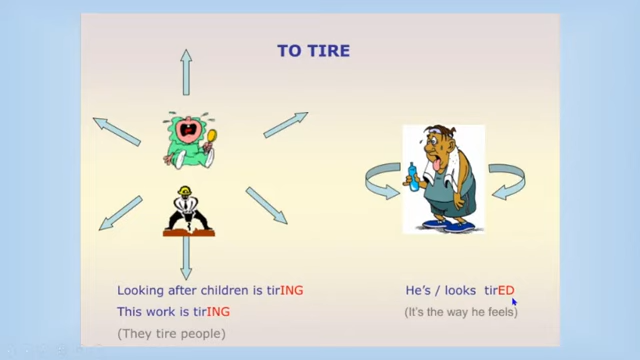 TO TIRE
Looking after children is tirING
This work is tirING
(They tire people)
He's / looks tirED
(It's the way he feels)